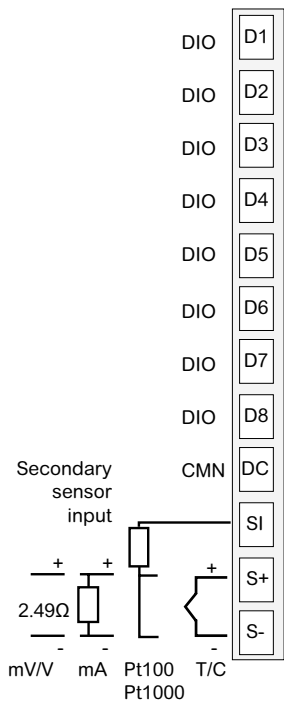 DIO D1
DIO D2
DIO D3
DIO D4
DIO D5
DIO D6
DIO D7
DIO D8
Secondary CMN DC
sensor
input SI
+ + + S+
2.49Ω
- - - S-
mV/V mA Pt100 T/C
Pt1000